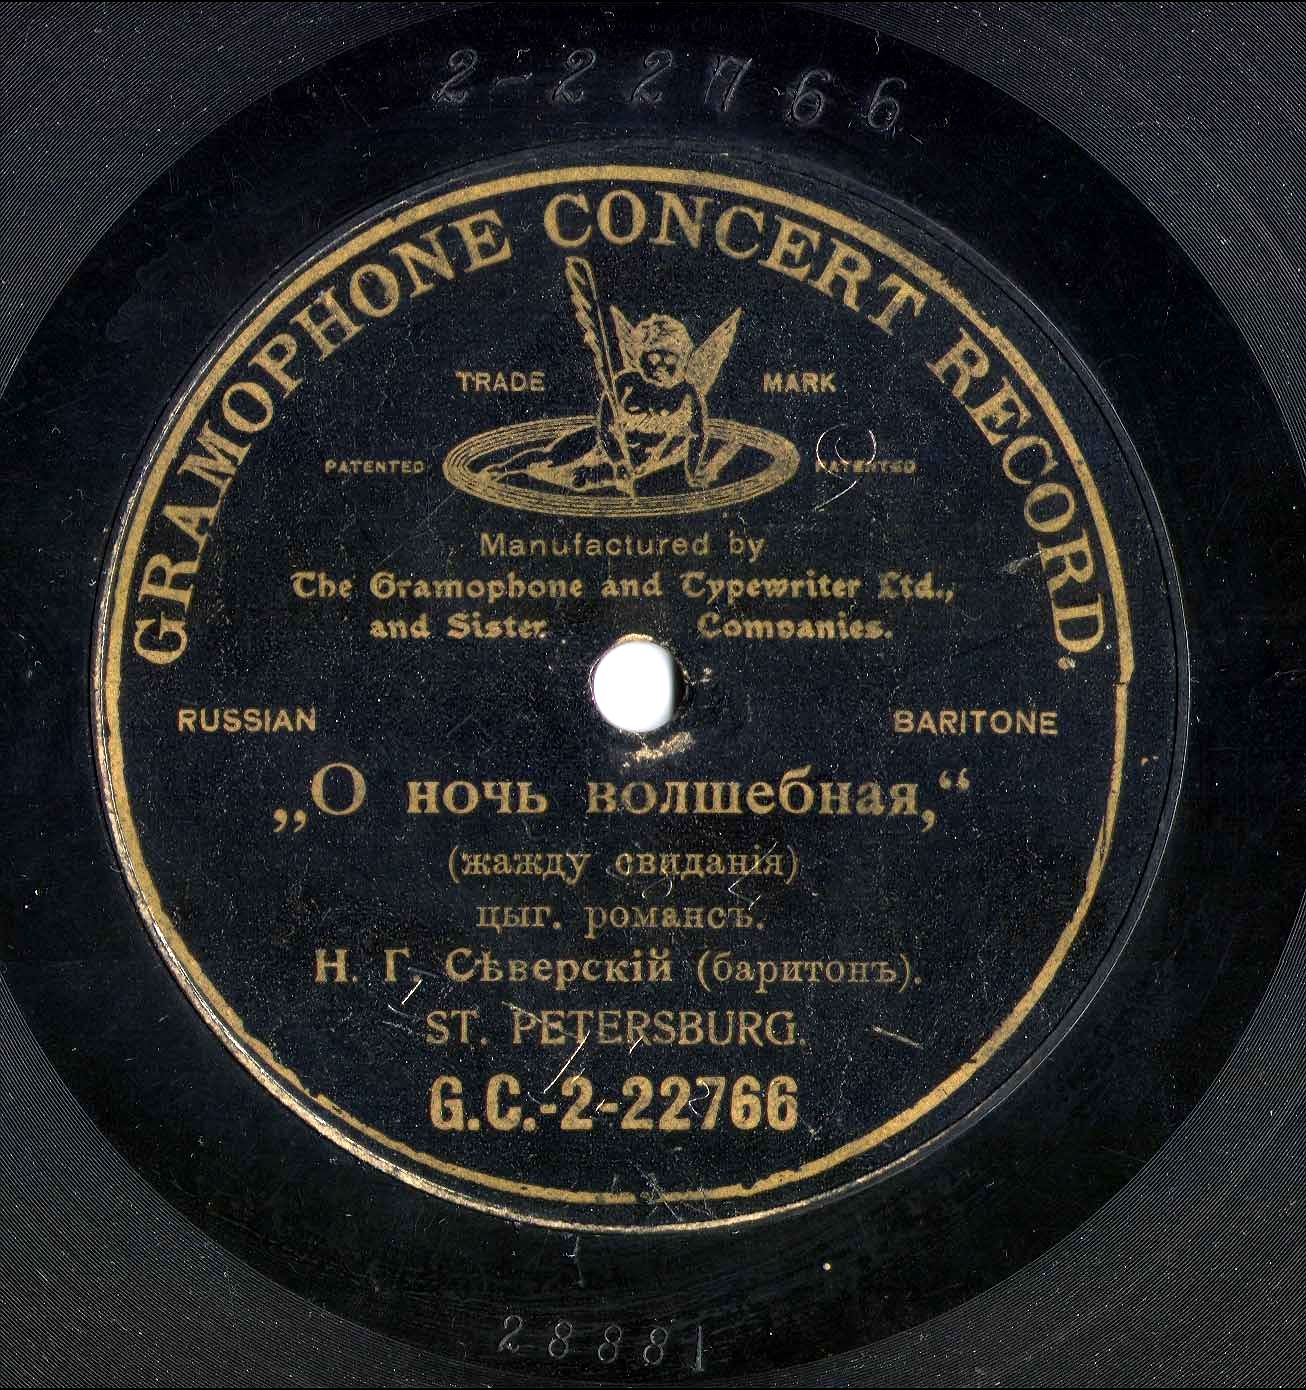 2-22766
GRAMOPHONE CONCERT RECORD.
TRADE MARK
PATENTED PATENTED
Manufactured by
The Gramophone and Typewriter Ltd.,
and Sister Companies.
RUSSIAN BARITONE
„О ночь волшебная,“
(жажду свиданія)
цыг. романсъ.
Н. Г. Сѣверскій (баритонъ).
ST. PETERSBURG.
G.C.-2-22766
28881